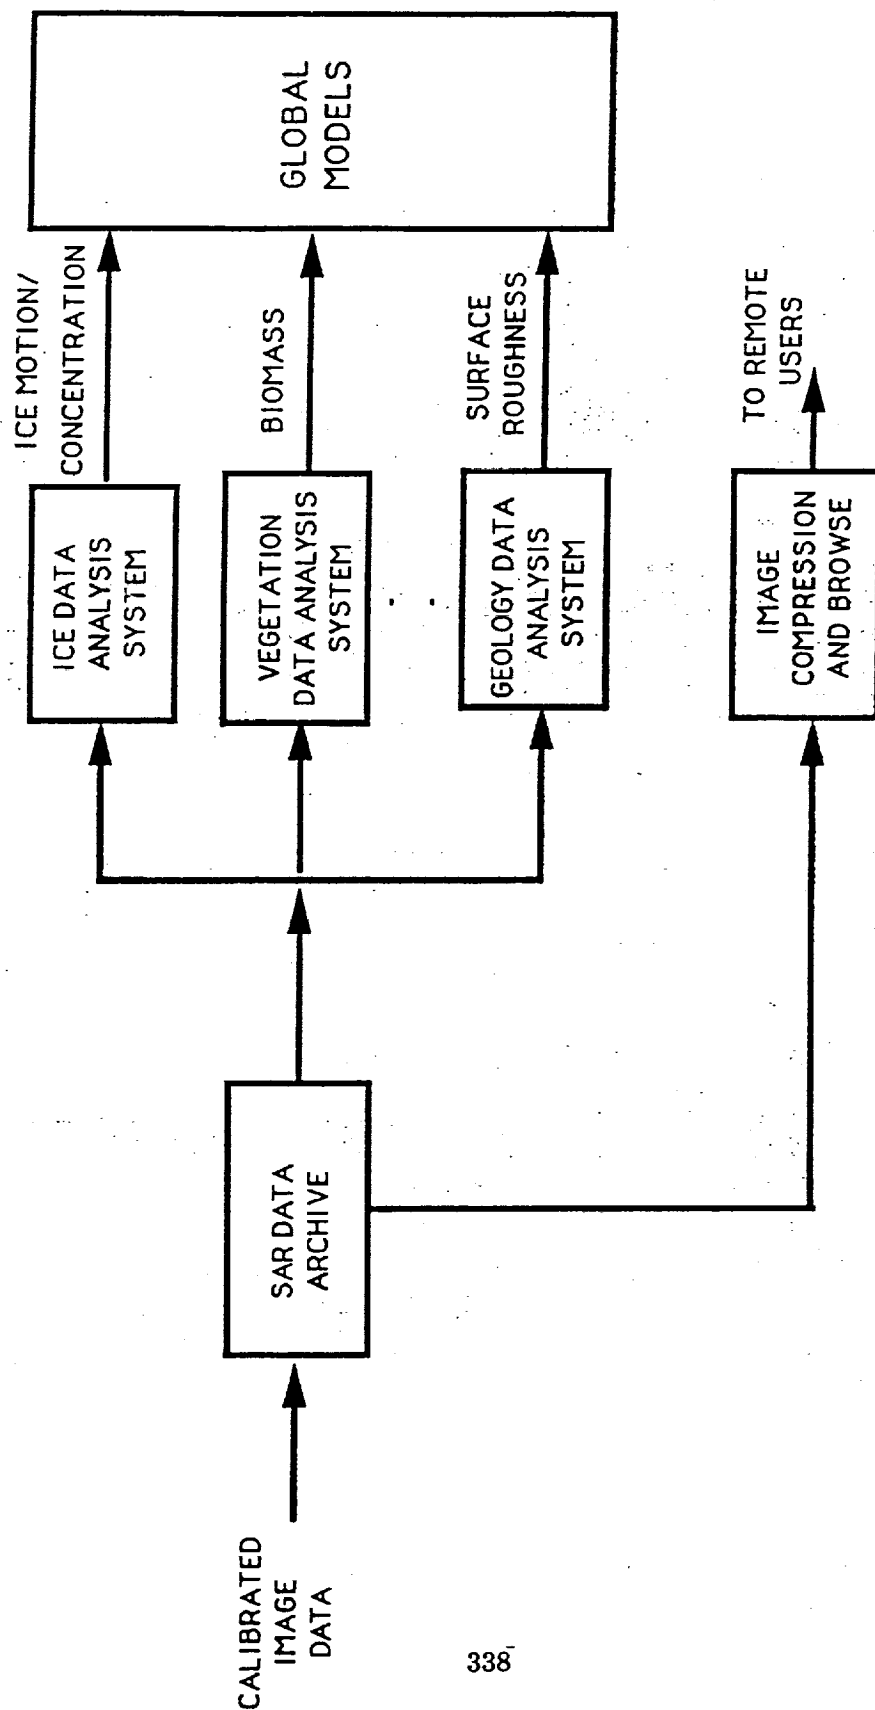 CALIBRATED
IMAGE
DATA
SAR DATA
ARCHIVE
ICE DATA
ANALYSIS
SYSTEM
ICE MOTION/
CONCENTRATION
VEGETATION
DATA ANALYSIS
SYSTEM
BIOMASS
GEOLOGY DATA
ANALYSIS
SYSTEM
SURFACE
ROUGHNESS
GLOBAL
MODELS
IMAGE
COMPRESSION
AND BROWSE
TO REMOTE
USERS
338